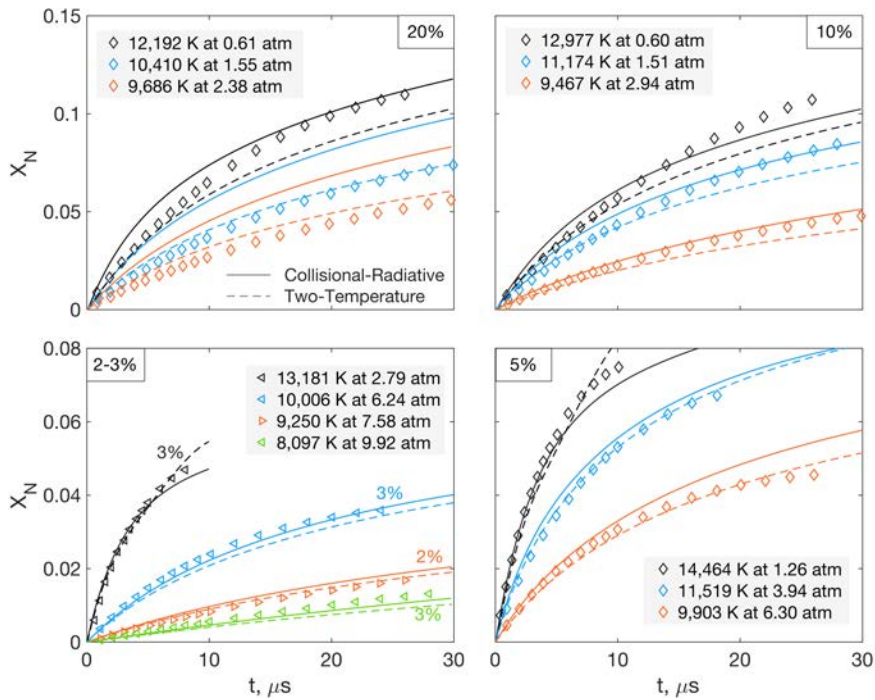 0.15
0.1
0.05
0
X_N
20%
12,192 K at 0.61 atm
10,410 K at 1.55 atm
9,686 K at 2.38 atm
Collisional-Radiative
Two-Temperature
10%
12,977 K at 0.60 atm
11,174 K at 1.51 atm
9,467 K at 2.94 atm
0.08
0.06
0.04
0.02
0
X_N
2-3%
13,181 K at 2.79 atm
10,006 K at 6.24 atm
9,250 K at 7.58 atm
8,097 K at 9.92 atm
3%
3%
2%
3%
0 10 20 30
t, μs
5%
14,464 K at 1.26 atm
11,519 K at 3.94 atm
9,903 K at 6.30 atm
0 10 20 30
t, μs